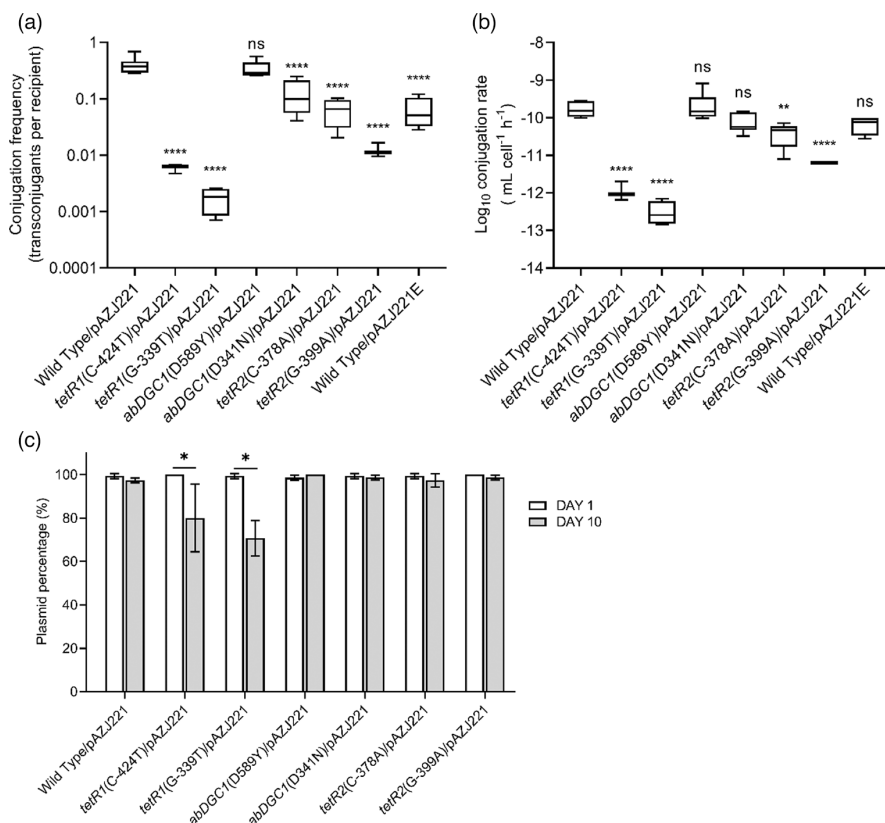 (a)
Conjugation frequency
(transconjugants per recipient)
1
0.1
0.01
0.001
0.0001
****
****
ns
****
****
****
****
Wild Type/pAZJ221
tetR1(C-424T)/pAZJ221
tetR1(G-339T)/pAZJ221
abDGC1(D589Y)/pAZJ221
abDGC1(D341N)/pAZJ221
tetR2(C-378A)/pAZJ221
tetR2(G-399A)/pAZJ221
Wild Type/pAZJ221E
(b)
Log10 conjugation rate
( mL cell-1 h-1)
-8
-9
-10
-11
-12
-13
-14
****
****
ns
ns
**
****
ns
Wild Type/pAZJ221
tetR1(C-424T)/pAZJ221
tetR1(G-339T)/pAZJ221
abDGC1(D589Y)/pAZJ221
abDGC1(D341N)/pAZJ221
tetR2(C-378A)/pAZJ221
tetR2(G-399A)/pAZJ221
Wild Type/pAZJ221E
(c)
Plasmid percentage (%)
100
80
60
40
20
0
*
*
DAY 1
DAY 10
Wild Type/pAZJ221
tetR1(C-424T)/pAZJ221
tetR1(G-339T)/pAZJ221
abDGC1(D589Y)/pAZJ221
abDGC1(D341N)/pAZJ221
tetR2(C-378A)/pAZJ221
tetR2(G-399A)/pAZJ221